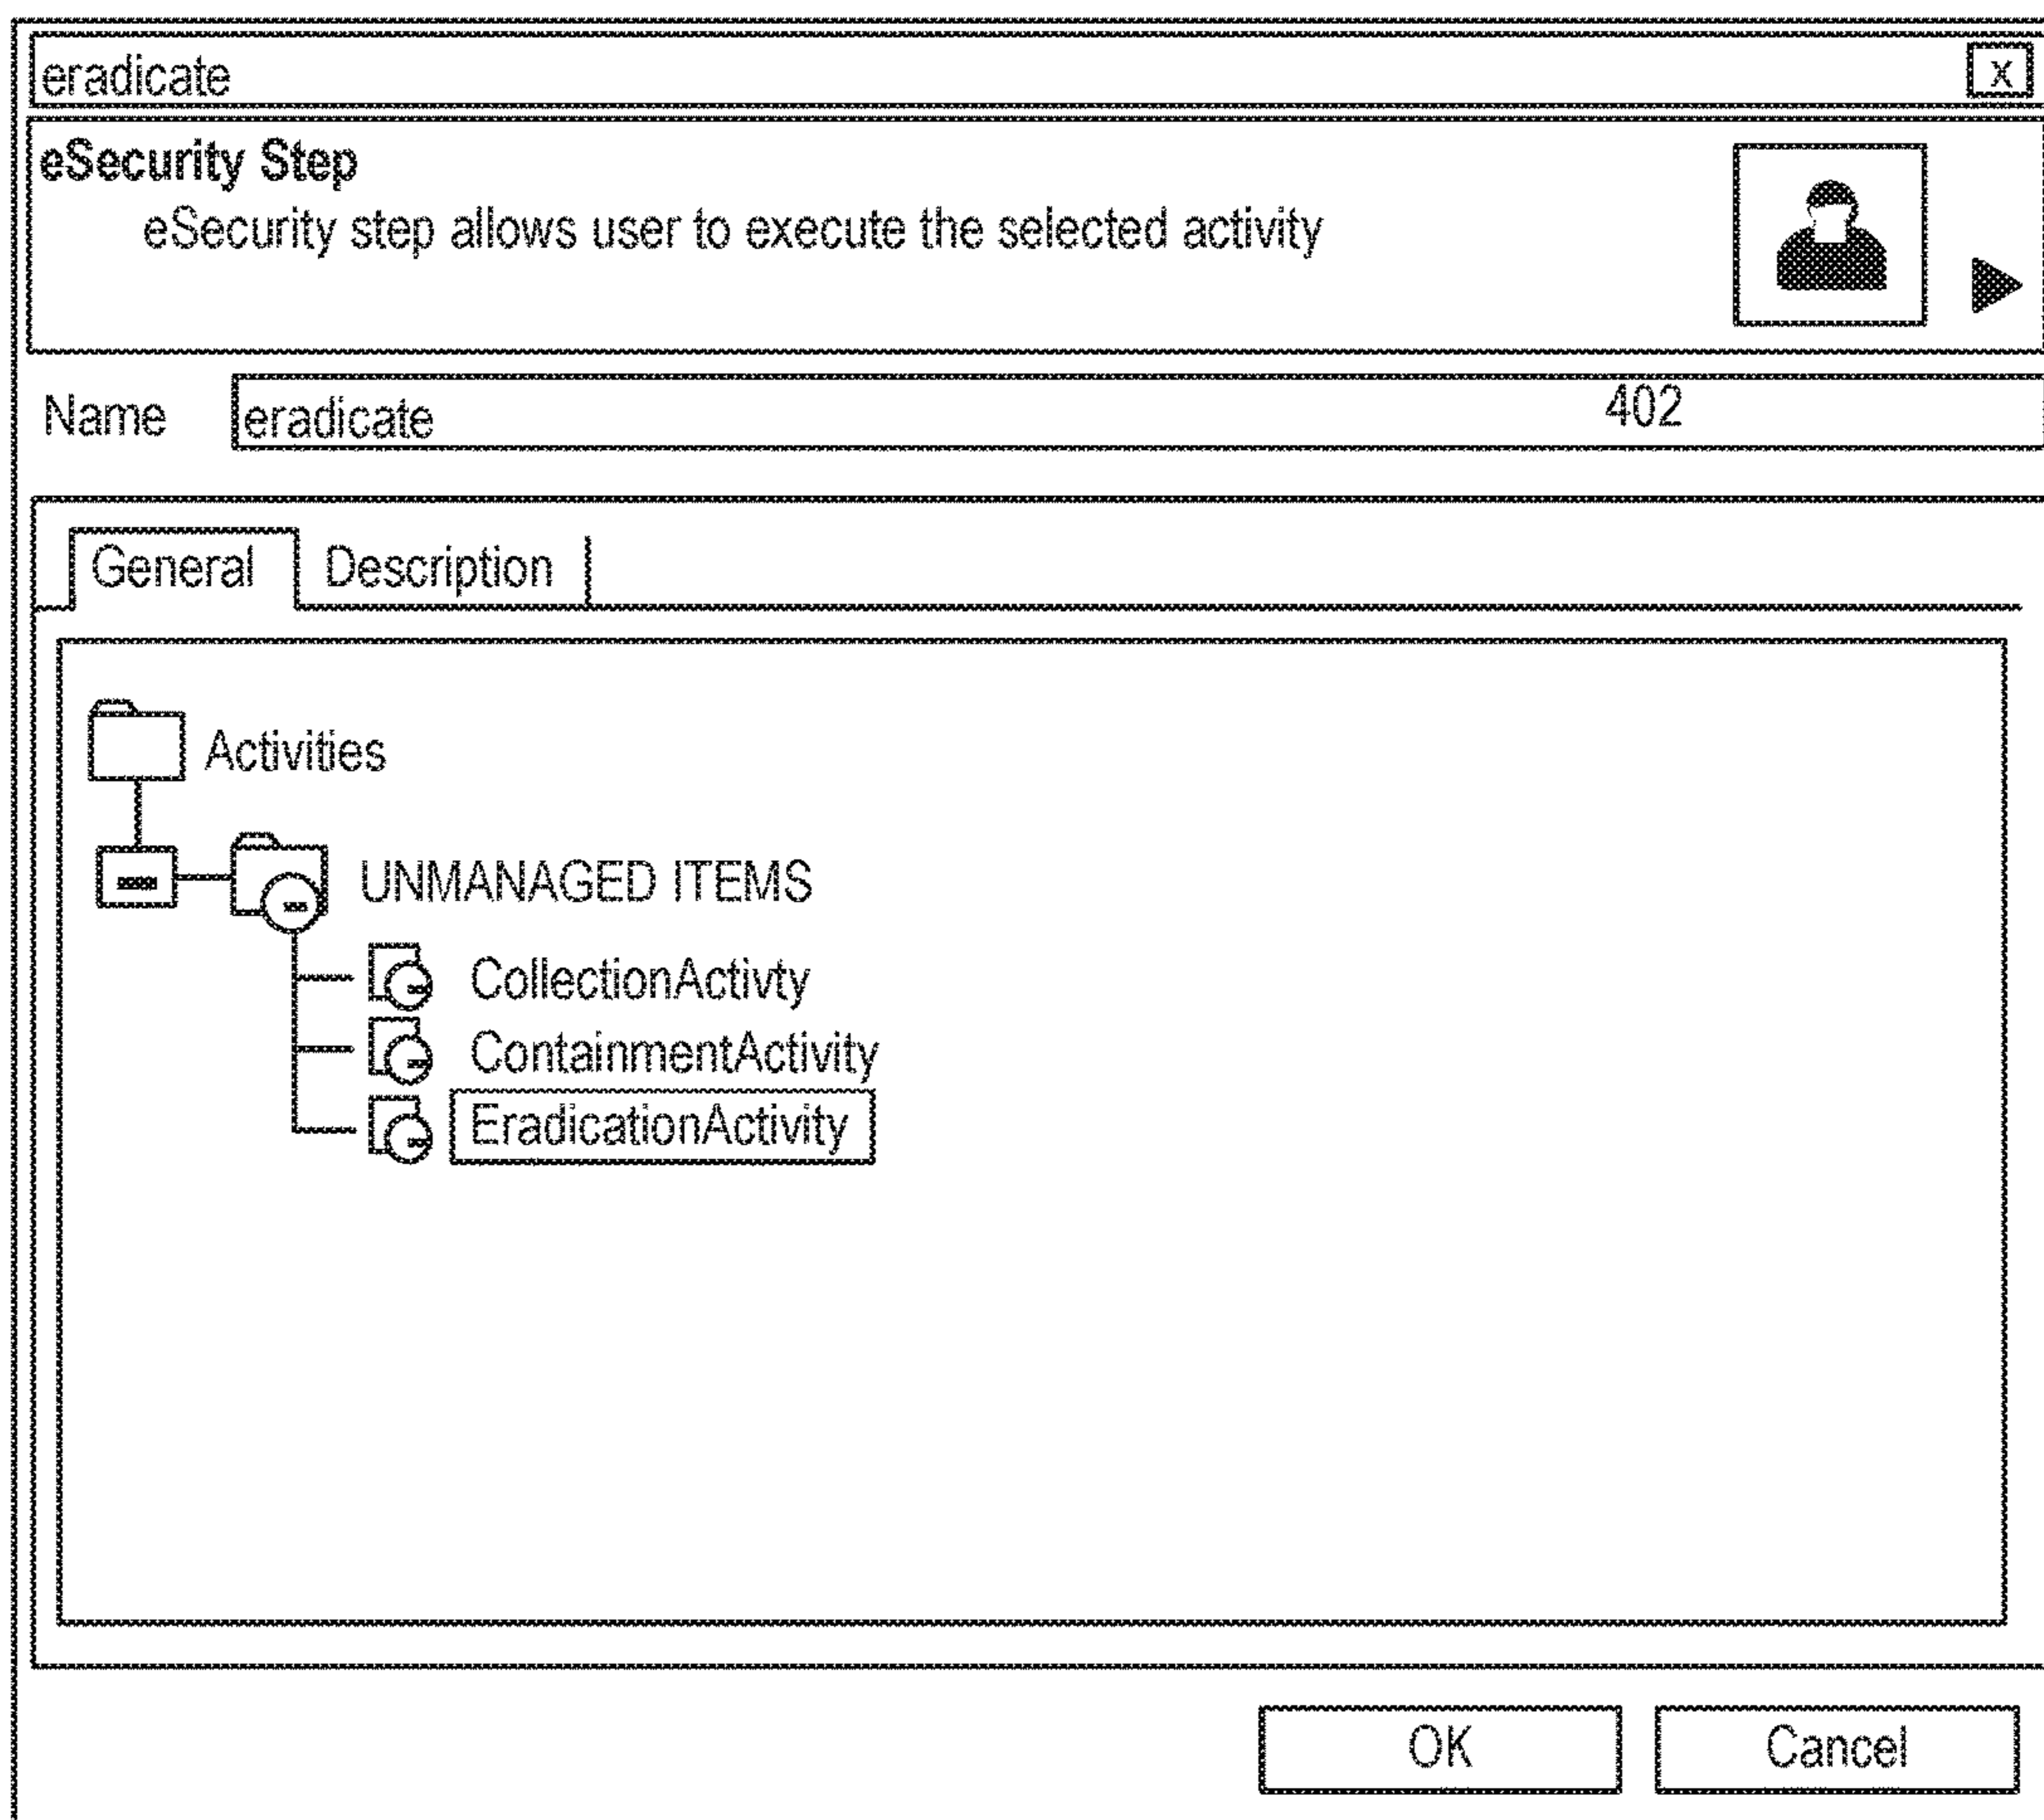 eradicate
x
eSecurity Step
eSecurity step allows user to execute the selected activity
Name eradicate 402
General Description
Activities
UNMANAGED ITEMS
CollectionActivty
ContainmentActivity
EradicationActivity
OK Cancel